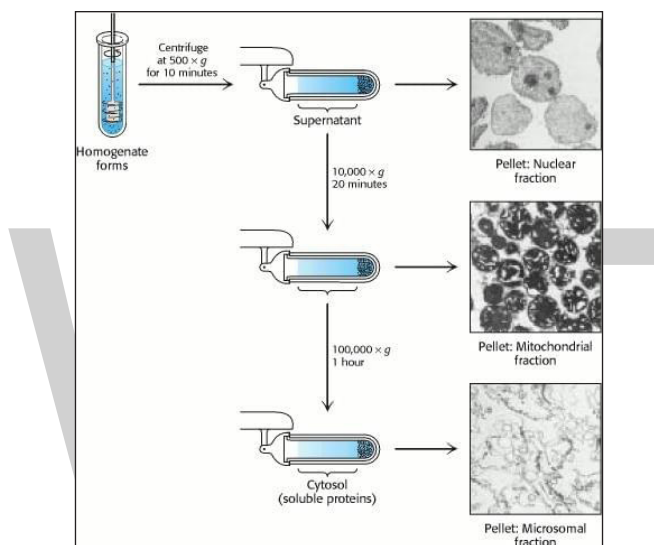 Centrifuge
at 500 × g
for 10 minutes
Homogenate
forms
Supernatant
Pellet: Nuclear
fraction
10,000 × g
20 minutes
Pellet: Mitochondrial
fraction
100,000 × g
1 hour
Cytosol
(soluble proteins)
Pellet: Microsomal
fraction